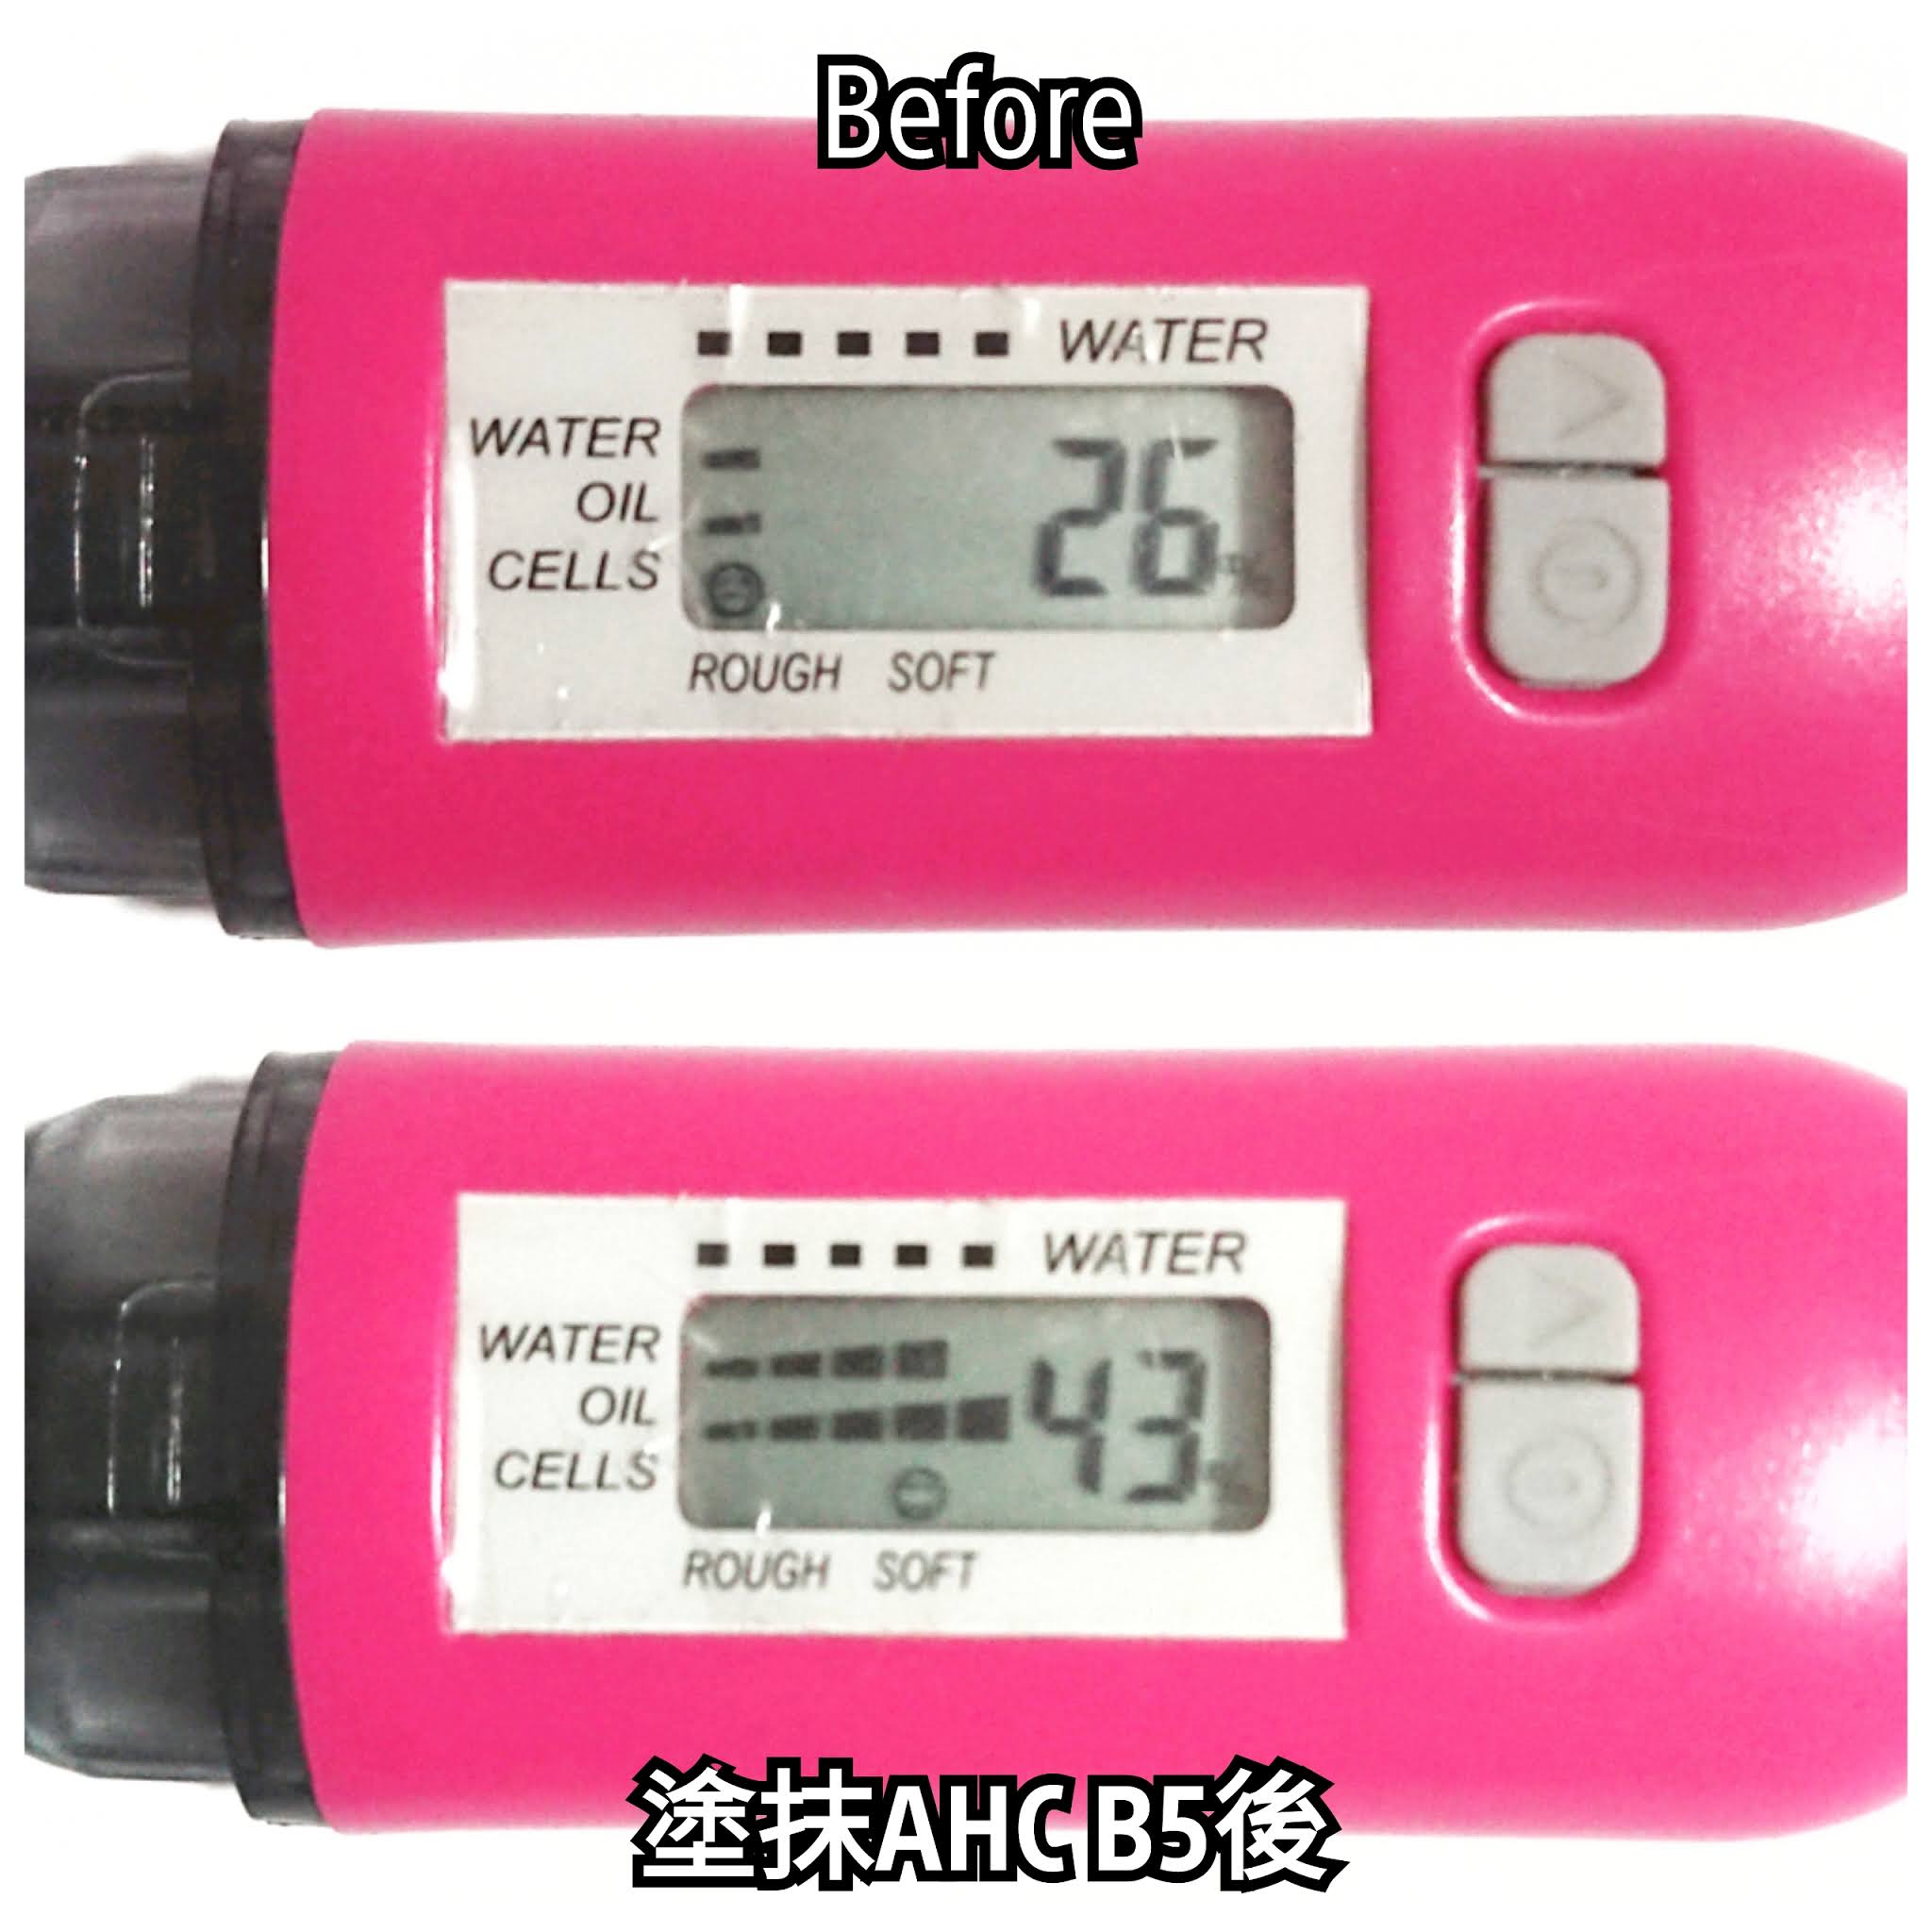 Before
WATER
WATER
OIL
CELLS
26%
ROUGH SOFT
WATER
WATER
OIL
CELLS
43
ROUGH SOFT
塗抹AHC B5後